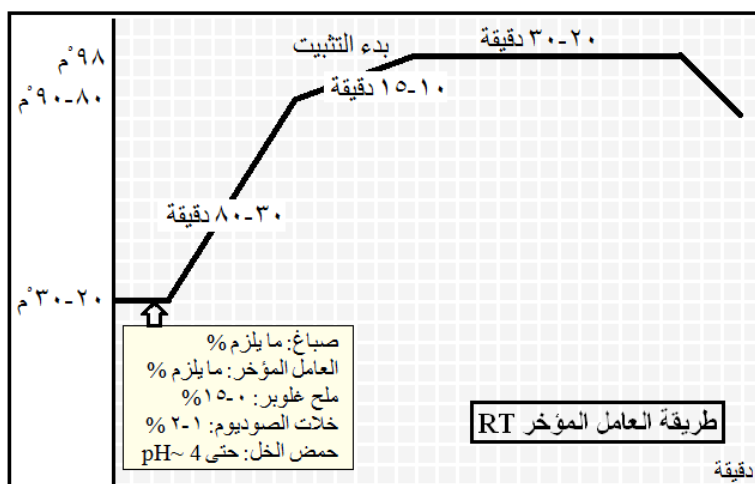 ٩٨ °م
بدء التثبيت
٢٠-٣٠ دقيقة
٨٠-٩٠ °م
١٠-١٥ دقيقة
٣٠-٨٠ دقيقة
٢٠-٣٠ °م
صباغ: ما يلزم %
العامل المؤخر: ما يلزم %
ملح غلوبر: ٠-١٥%
خلات الصوديوم: ١-٢ %
حمض الخل: حتى pH~ 4
طريقة العامل المؤخر RT
دقيقة